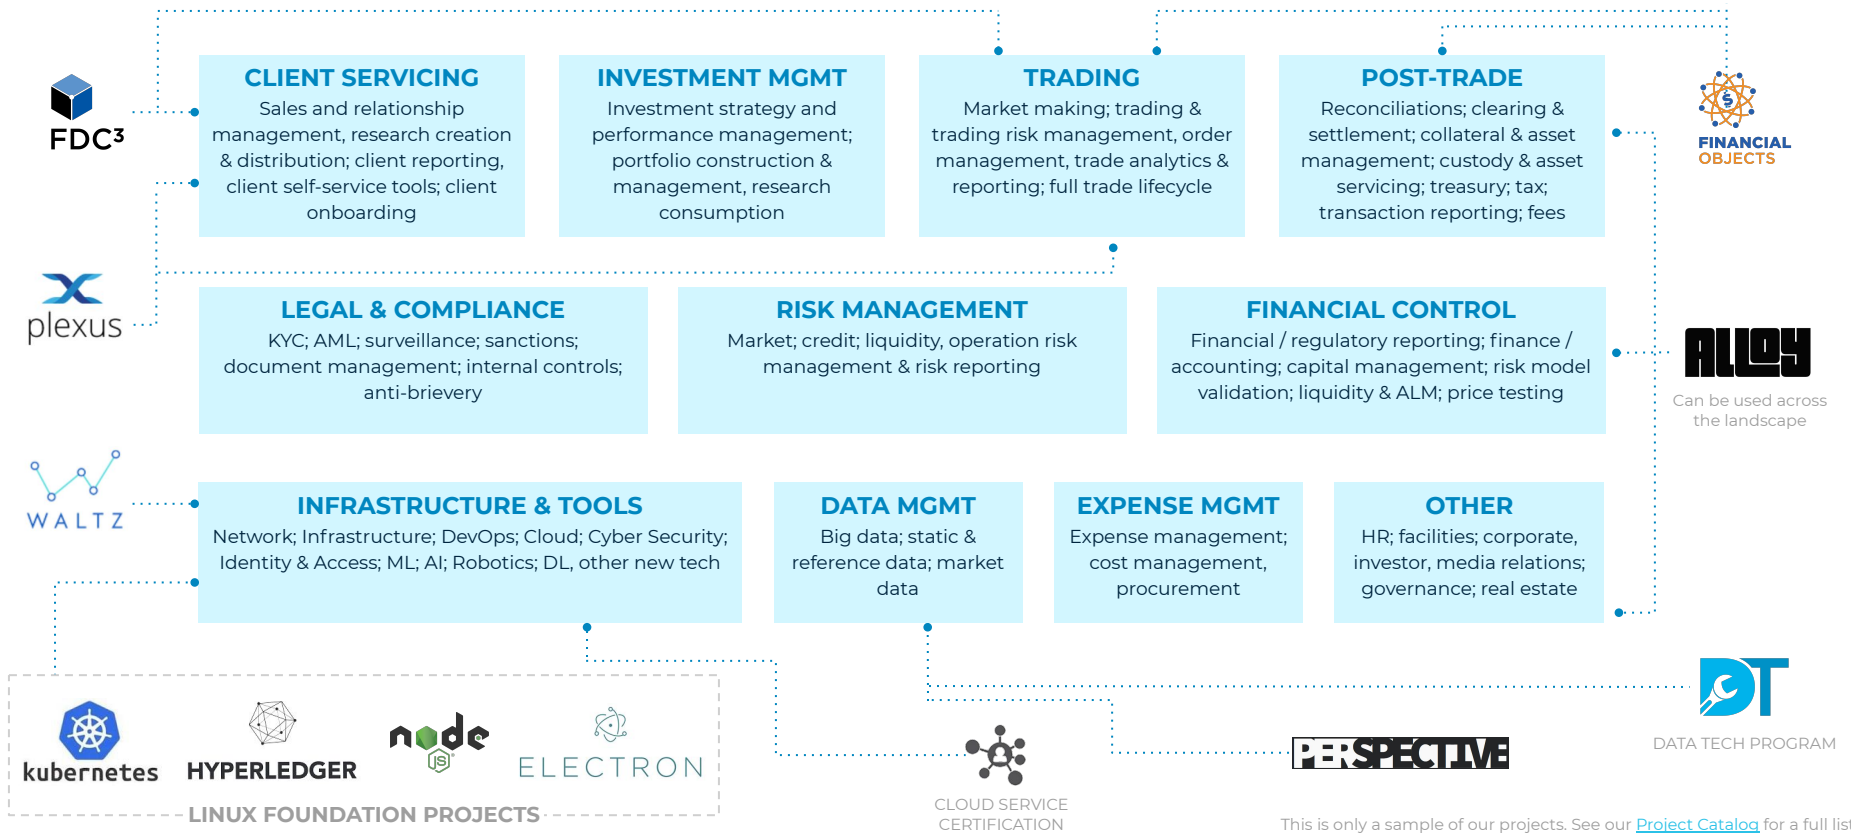 FDC³
CLIENT SERVICING
Sales and relationship
management, research creation
& distribution; client reporting,
client self-service tools; client
onboarding
INVESTMENT MGMT
Investment strategy and
performance management;
portfolio construction &
management, research
consumption
TRADING
Market making; trading &
trading risk management, order
management, trade analytics &
reporting; full trade lifecycle
POST-TRADE
Reconciliations; clearing &
settlement; collateral & asset
management; custody & asset
servicing; treasury; tax;
transaction reporting; fees
$
FINANCIAL
OBJECTS
plexus
LEGAL & COMPLIANCE
KYC; AML; surveillance; sanctions;
document management; internal controls;
anti-brievery
RISK MANAGEMENT
Market; credit; liquidity, operation risk
management & risk reporting
FINANCIAL CONTROL
Financial / regulatory reporting; finance /
accounting; capital management; risk model
validation; liquidity & ALM; price testing
ALLOY
Can be used across
the landscape
WALTZ
INFRASTRUCTURE & TOOLS
Network; Infrastructure; DevOps; Cloud; Cyber Security;
Identity & Access; ML; AI; Robotics; DL, other new tech
DATA MGMT
Big data; static &
reference data; market
data
EXPENSE MGMT
Expense management;
cost management,
procurement
OTHER
HR; facilities; corporate,
investor, media relations;
governance; real estate
kubernetes
HYPERLEDGER
node
JS
ELECTRON
LINUX FOUNDATION PROJECTS
CLOUD SERVICE
CERTIFICATION
PERSPECTIVE
DT
DATA TECH PROGRAM
This is only a sample of our projects. See our Project Catalog for a full list